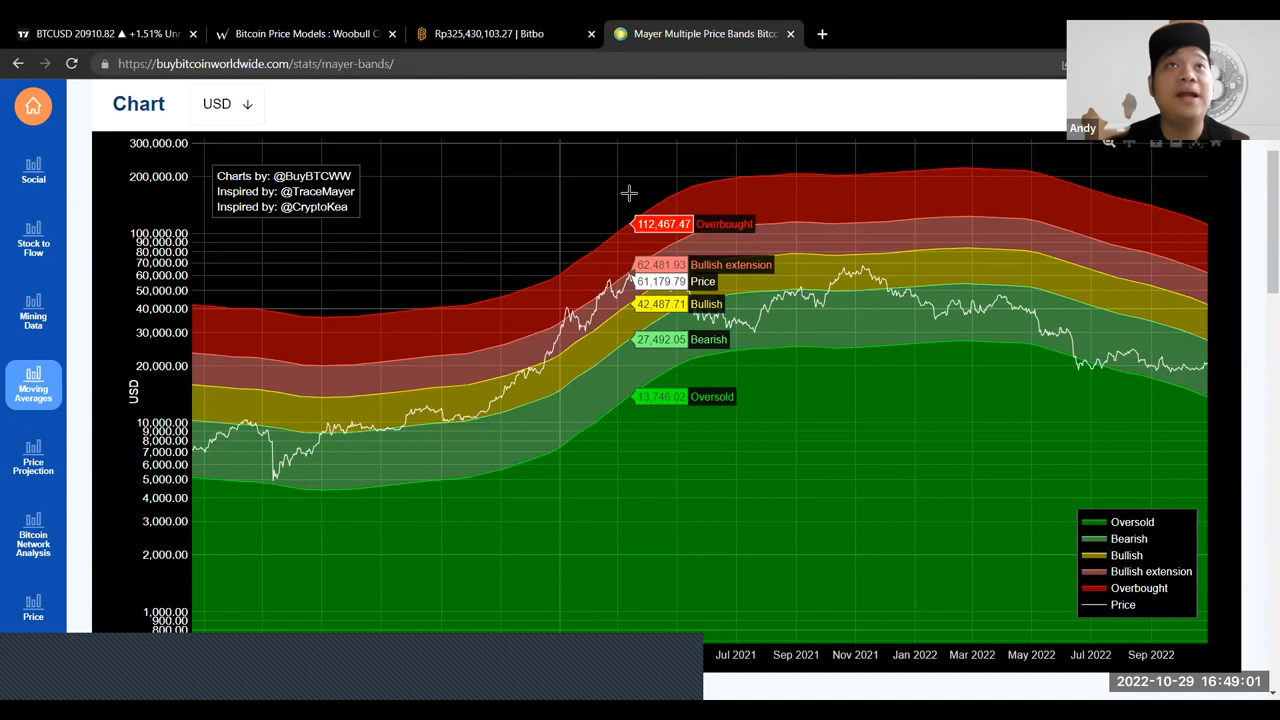 BTCUSD 20910.82 ▲ +1.51% Unn
Bitcoin Price Models : Woobull C
Rp325,430,103.27 | Bitbo
Mayer Multiple Price Bands Bitco
https://buybitcoinworldwide.com/stats/mayer-bands/
Andy
Social
Stock to
Flow
Mining
Data
Moving
Averages
Price
Projection
Bitcoin
Network
Analysis
Price
Chart
USD ↓
Charts by: @BuyBTCWW
Inspired by: @TraceMayer
Inspired by: @CryptoKea
300,000.00
200,000.00
100,000.00
90,000.00
80,000.00
70,000.00
60,000.00
50,000.00
40,000.00
30,000.00
20,000.00
10,000.00
9,000.00
8,000.00
7,000.00
6,000.00
5,000.00
4,000.00
3,000.00
2,000.00
1,000.00
900.00
800.00
USD
112,467.47 Overbought
62,481.93 Bullish extension
61,179.79 Price
42,487.71 Bullish
27,492.05 Bearish
13,746.02 Oversold
Oversold
Bearish
Bullish
Bullish extension
Overbought
Price
Jul 2021 Sep 2021 Nov 2021 Jan 2022 Mar 2022 May 2022 Jul 2022 Sep 2022
2022-10-29 16:49:01